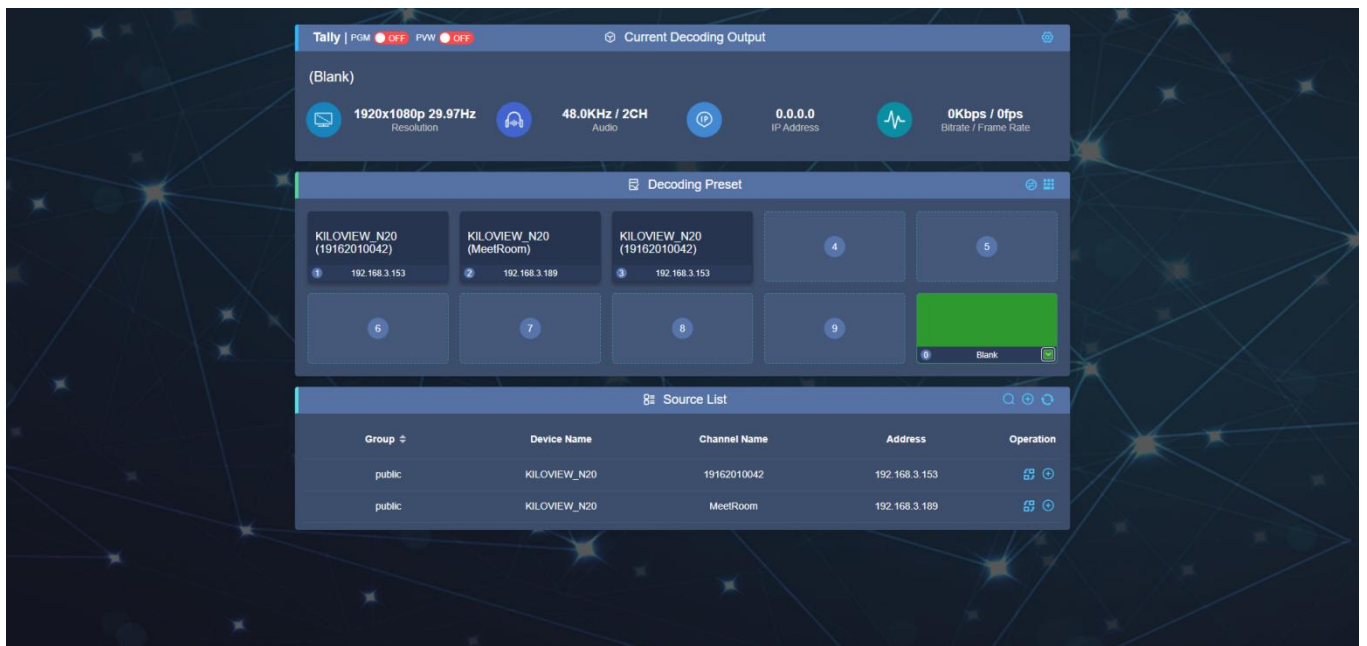 Tally | PGM OFF PVW OFF Current Decoding Output
(Blank)
1920x1080p 29.97Hz 48.0KHz / 2CH IP 0.0.0.0 0Kbps / 0fps
Resolution Audio IP Address Bitrate / Frame Rate
Decoding Preset
KILOVIEW_N20 KILOVIEW_N20 KILOVIEW_N20
(19162010042) (MeetRoom) (19162010042) 4 5
1 192.168.3.153 2 192.168.3.189 3 192.168.3.153
6 7 8 9
0 Blank
Source List
Group Device Name Channel Name Address Operation
public KILOVIEW_N20 19162010042 192.168.3.153
public KILOVIEW_N20 MeetRoom 192.168.3.189